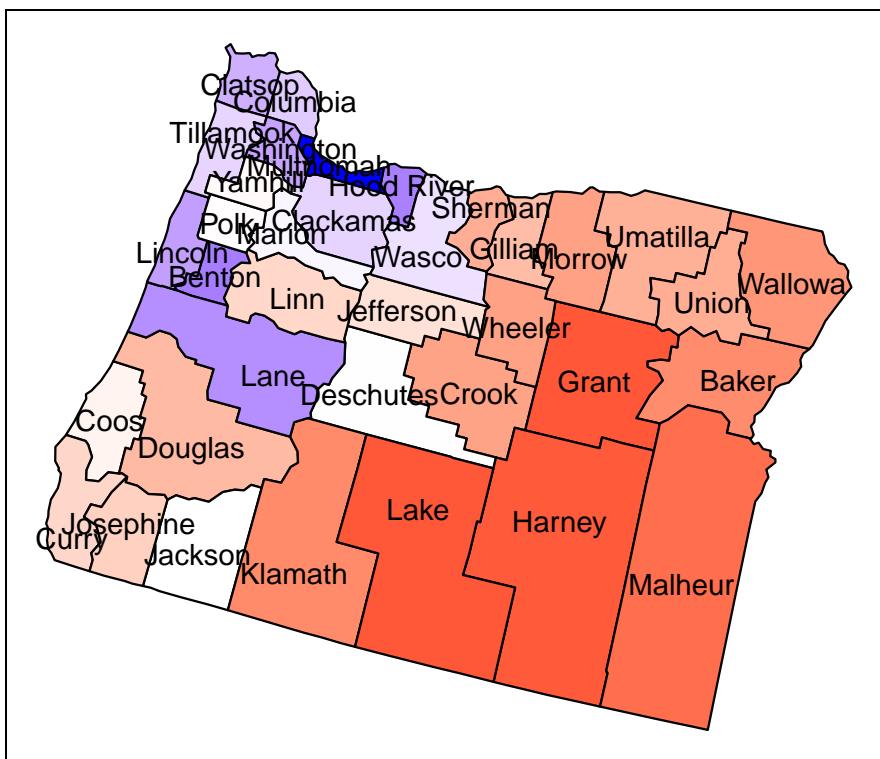 Clatsop
Columbia
Tillamook
Washington
Multnomah
Hood River
Yamhill
Sherman
Polk
Clackamas
Marion
Umatilla
Gilliam
Morrow
Lincoln
Wasco
Benton
Wallowa
Linn
Union
Jefferson
Wheeler
Lane
Grant
Baker
Deschutes
Crook
Coos
Douglas
Lake
Harney
Josephine
Curry
Jackson
Klamath
Malheur